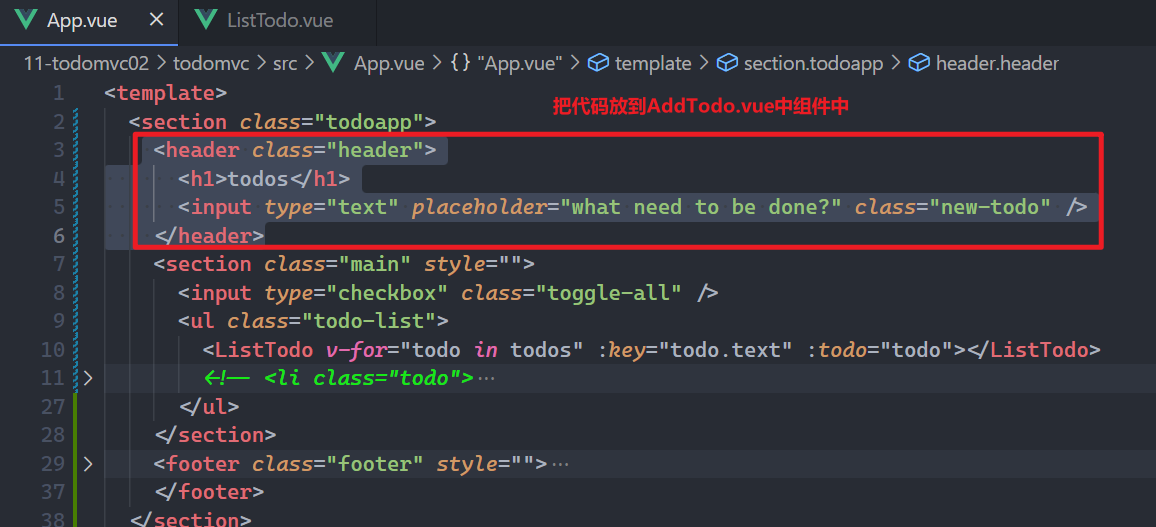 App.vue × ListTodo.vue
11-todomvc02 > todomvc > src > App.vue > {} "App.vue" > template > section.todoapp > header.header
把代码放到AddTodo.vue中组件中
1 <template>
2 <section class="todoapp">
3 <header class="header">
4 <h1>todos</h1>
5 <input type="text" placeholder="what need to be done?" class="new-todo" />
6 </header>
7 <section class="main" style="">
8 <input type="checkbox" class="toggle-all" />
9 <ul class="todo-list">
10 <ListTodo v-for="todo in todos" :key="todo.text" :todo="todo"></ListTodo>
11 > <!-- <li class="todo">···
27 </ul>
28 </section>
29 > <footer class="footer" style="">···
37 </footer>
38 </section>